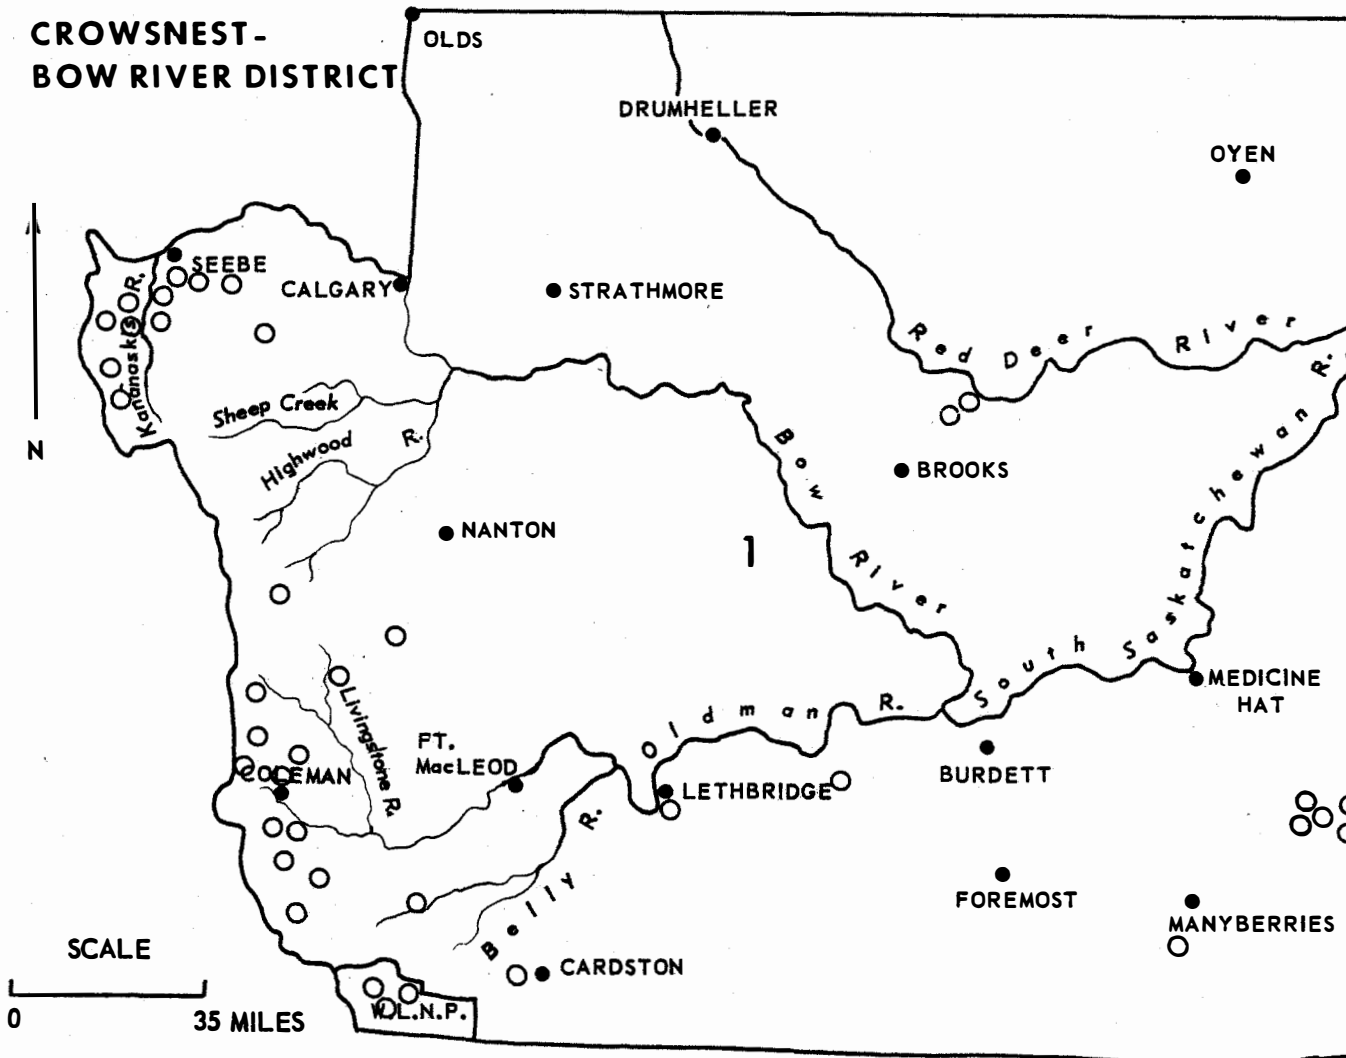 CROWSNEST-
BOW RIVER DISTRICT
OLDS
DRUMHELLER
OYEN
SEEBE
CALGARY
STRATHMORE
Kananaskis R.
Red Deer River
Sheep Creek
Highwood R.
N
Bow River
BROOKS
South Saskatchewan R.
NANTON
1
Livingstone R.
Oldman R.
MEDICINE
HAT
FT.
MacLEOD
COLEMAN
LETHBRIDGE
BURDETT
Belly R.
FOREMOST
MANYBERRIES
SCALE
CARDSTON
W.L.N.P.
0 35 MILES